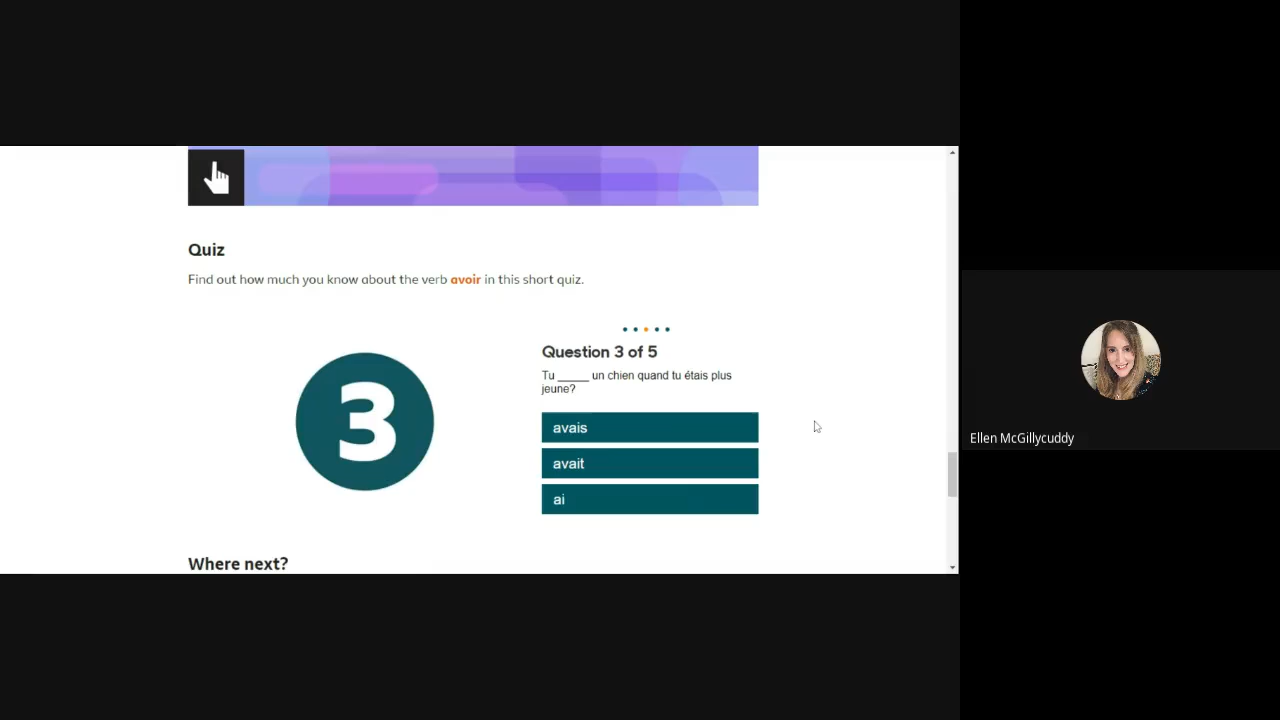 Quiz
Find out how much you know about the verb avoir in this short quiz.
3
Question 3 of 5
Tu _____ un chien quand tu étais plus
jeune?
avais
avait
ai
Where next?
Ellen McGillycuddy